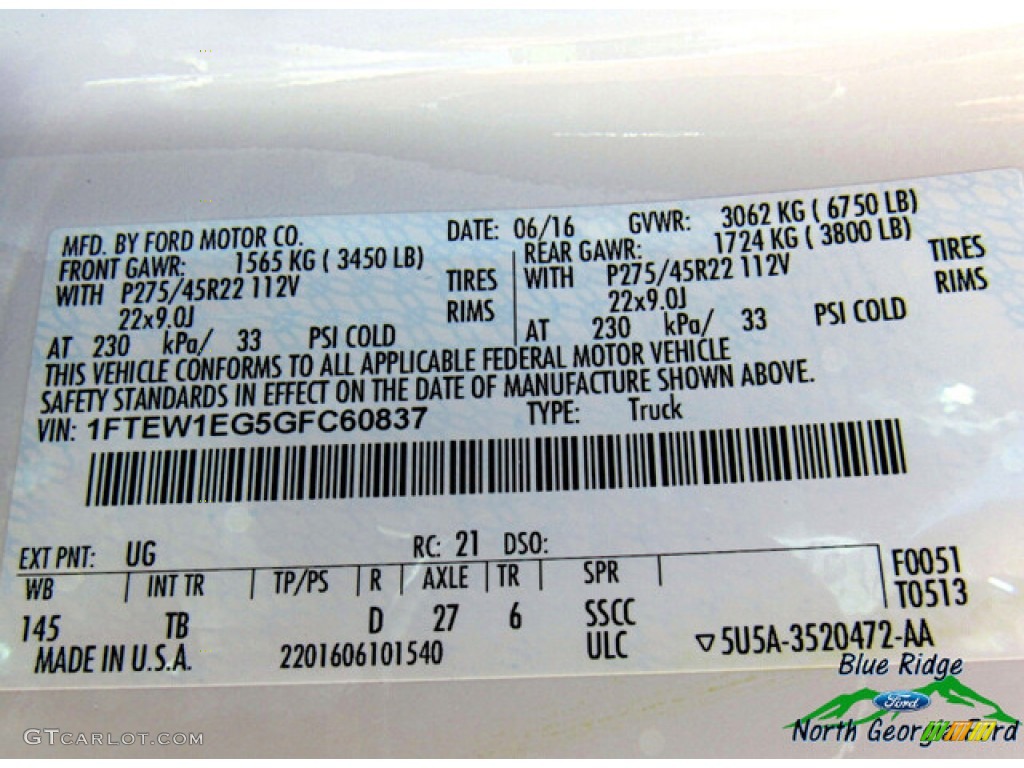 MFD. BY FORD MOTOR CO. DATE: 06/16 GVWR: 3062 KG ( 6750 LB)
FRONT GAWR: 1565 KG ( 3450 LB) REAR GAWR: 1724 KG ( 3800 LB)
WITH P275/45R22 112V TIRES WITH P275/45R22 112V TIRES
22x9.0J RIMS 22x9.0J RIMS
AT 230 kPa/ 33 PSI COLD AT 230 kPa/ 33 PSI COLD
THIS VEHICLE CONFORMS TO ALL APPLICABLE FEDERAL MOTOR VEHICLE
SAFETY STANDARDS IN EFFECT ON THE DATE OF MANUFACTURE SHOWN ABOVE.
VIN: 1FTEW1EG5GFC60837 TYPE: Truck
EXT PNT: UG RC: 21 DSO:
WB INT TR TP/PS R AXLE TR SPR F0051
T0513
145 TB D 27 6 SSCC
MADE IN U.S.A. 2201606101540 ULC ▽5U5A-3520472-AA
Blue Ridge
Ford
North Georgia Ford
GTcarlot.com